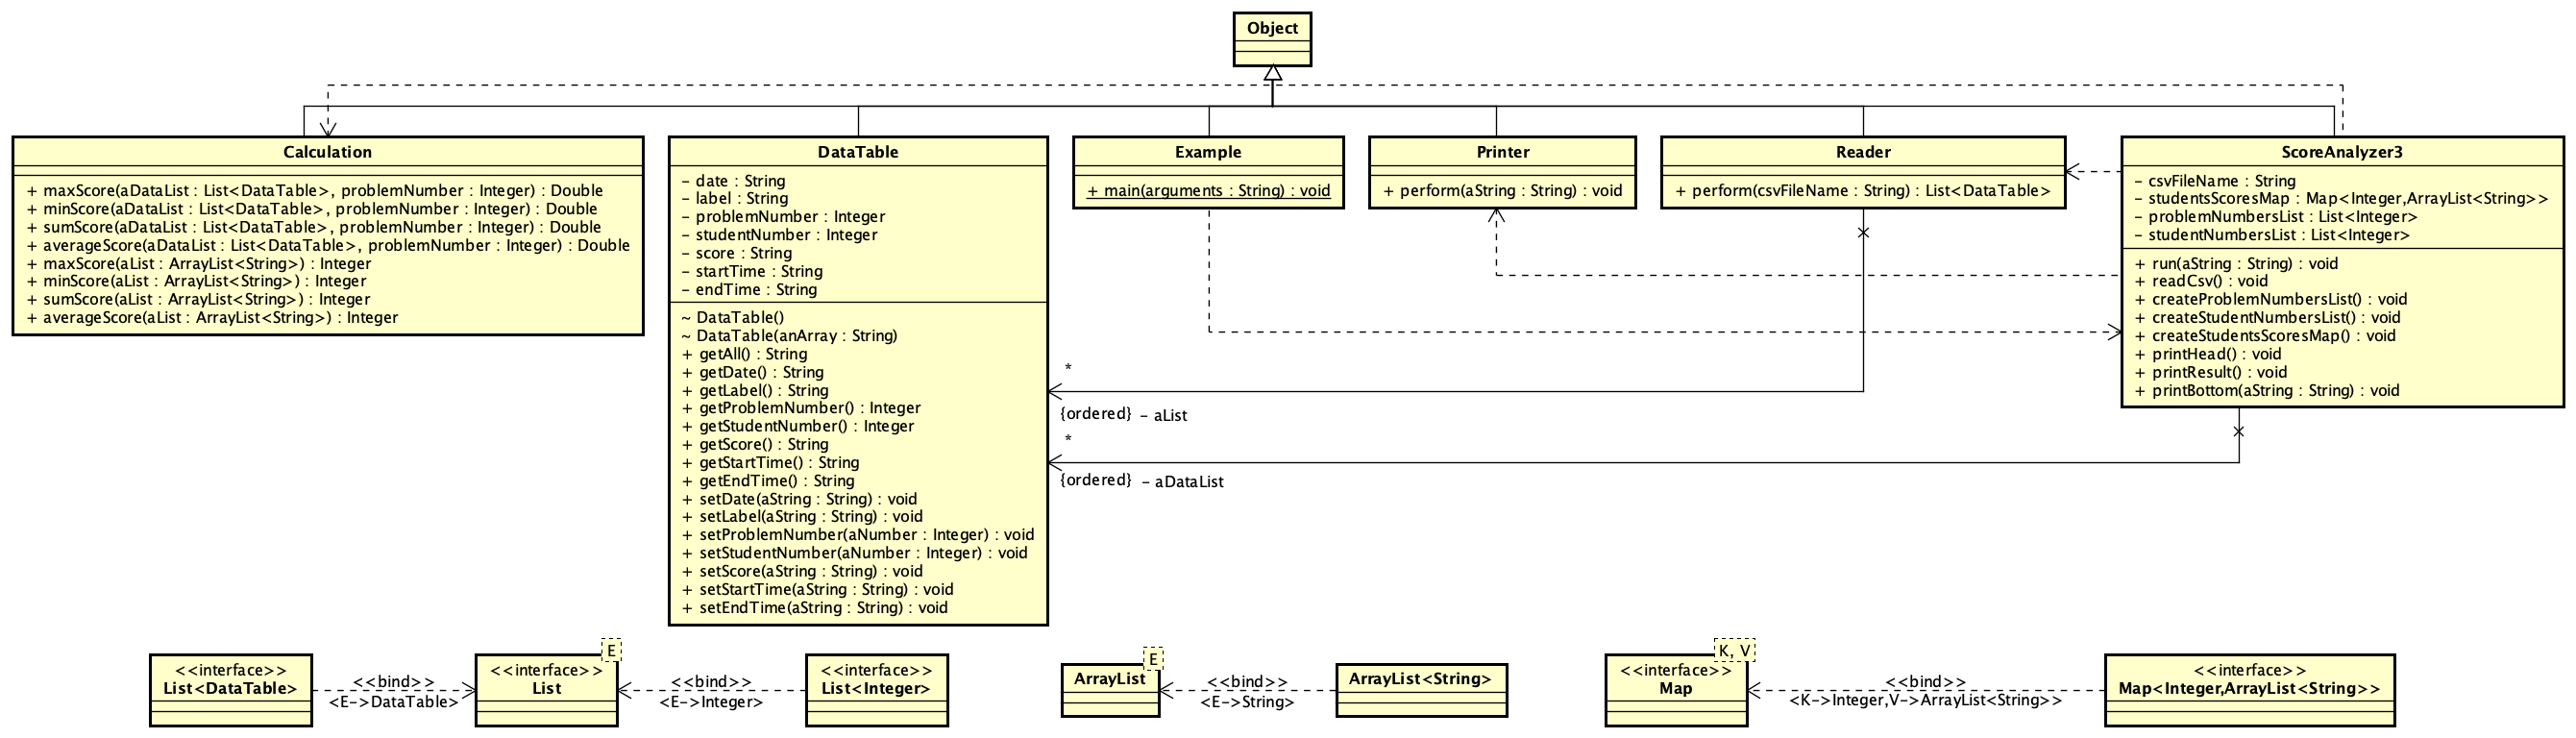 Object
Calculation
+ maxScore(aDataList : List<DataTable>, problemNumber : Integer) : Double
+ minScore(aDataList : List<DataTable>, problemNumber : Integer) : Double
+ sumScore(aDataList : List<DataTable>, problemNumber : Integer) : Double
+ averageScore(aDataList : List<DataTable>, problemNumber : Integer) : Double
+ maxScore(aList : ArrayList<String>) : Integer
+ minScore(aList : ArrayList<String>) : Integer
+ sumScore(aList : ArrayList<String>) : Integer
+ averageScore(aList : ArrayList<String>) : Integer
DataTable
- date : String
- label : String
- problemNumber : Integer
- studentNumber : Integer
- score : String
- startTime : String
- endTime : String
~ DataTable()
~ DataTable(anArray : String)
+ getAll() : String
+ getDate() : String
+ getLabel() : String
+ getProblemNumber() : Integer
+ getStudentNumber() : Integer
+ getScore() : String
+ getStartTime() : String
+ getEndTime() : String
+ setDate(aString : String) : void
+ setLabel(aString : String) : void
+ setProblemNumber(aNumber : Integer) : void
+ setStudentNumber(aNumber : Integer) : void
+ setScore(aString : String) : void
+ setStartTime(aString : String) : void
+ setEndTime(aString : String) : void
Example
+ main(arguments : String) : void
Printer
+ perform(aString : String) : void
Reader
+ perform(csvFileName : String) : List<DataTable>
ScoreAnalyzer3
- csvFileName : String
- studentsScoresMap : Map<Integer,ArrayList<String>>
- problemNumbersList : List<Integer>
- studentNumbersList : List<Integer>
+ run(aString : String) : void
+ readCsv() : void
+ createProblemNumbersList() : void
+ createStudentNumbersList() : void
+ createStudentsScoresMap() : void
+ printHead() : void
+ printResult() : void
+ printBottom(aString : String) : void
*
{ordered} - aList
*
{ordered} - aDataList
<<interface>>
List<DataTable>
<<bind>>
<E->DataTable>
E
<<interface>>
List
<<bind>>
<E->Integer>
<<interface>>
List<Integer>
E
ArrayList
<<bind>>
<E->String>
ArrayList<String>
K, V
<<interface>>
Map
<<bind>>
<K->Integer,V->ArrayList<String>>
<<interface>>
Map<Integer,ArrayList<String>>